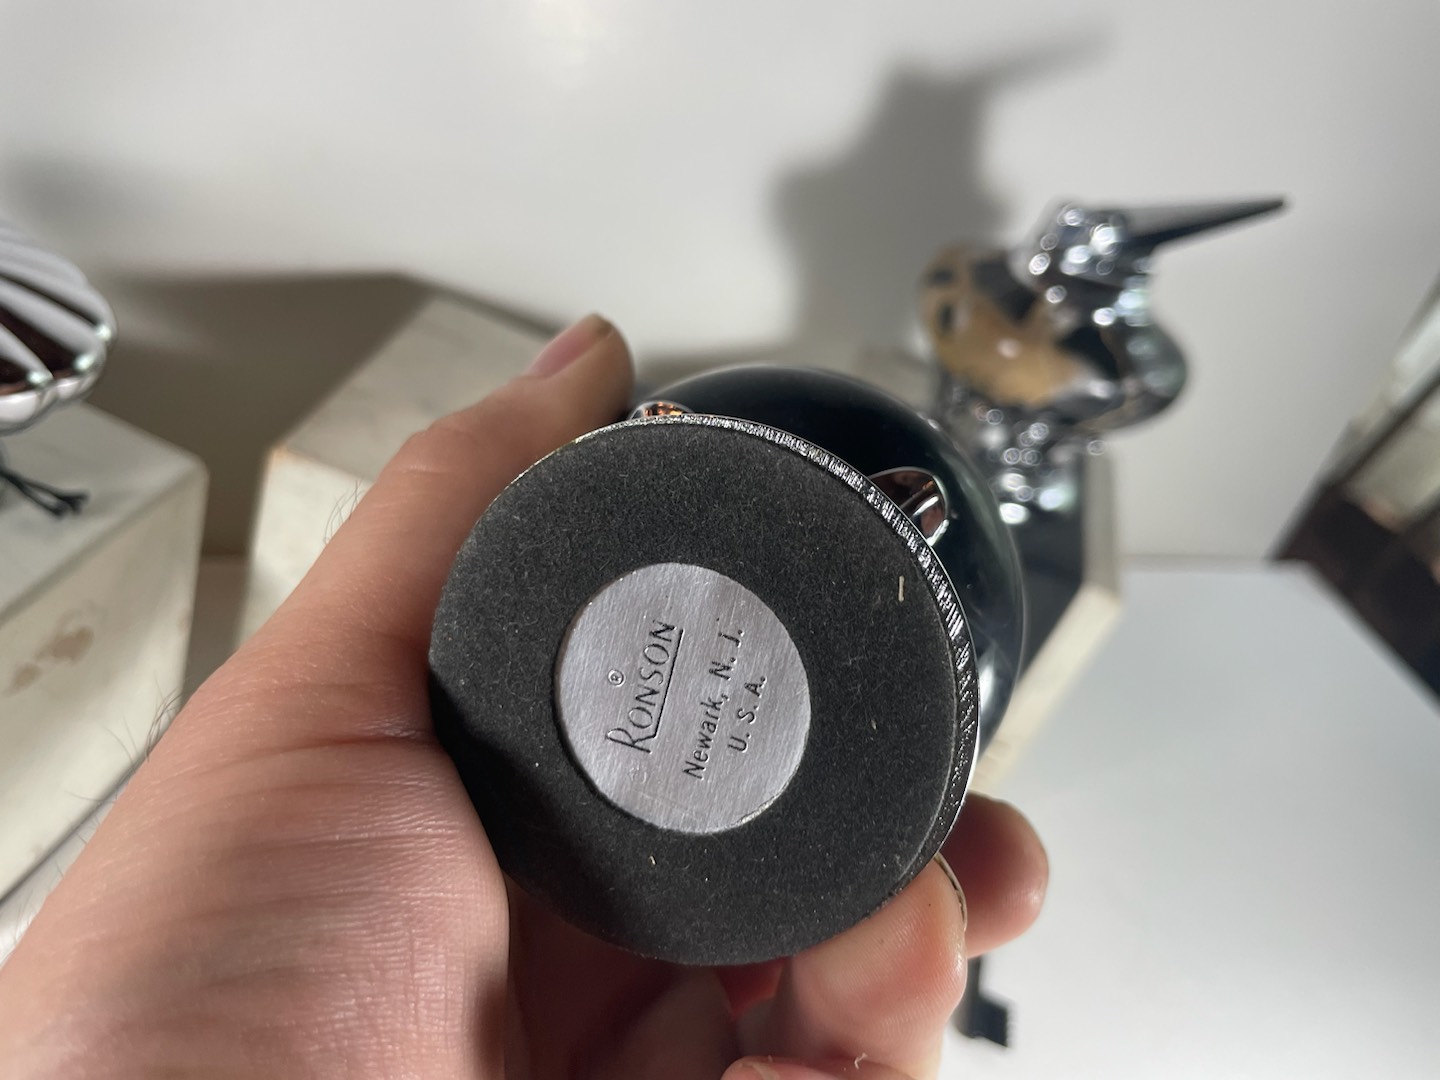 ®
RONSON
Newark, N. J.
U. S. A.